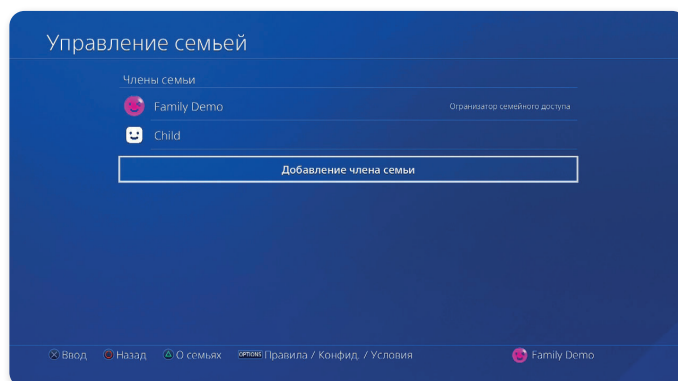 Управление семьей
Члены семьи
Family Demo Огранизатор семейного доступа
Child
Добавление члена семьи
Ввод Назад О семьях OPTIONS Правила / Конфид. / Условия Family Demo